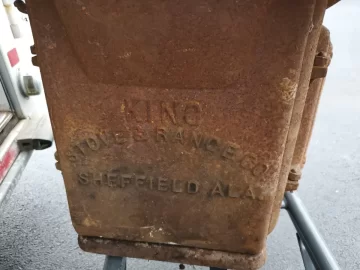 KING
STOVE & RANGE CO.
SHEFFIELD ALA.